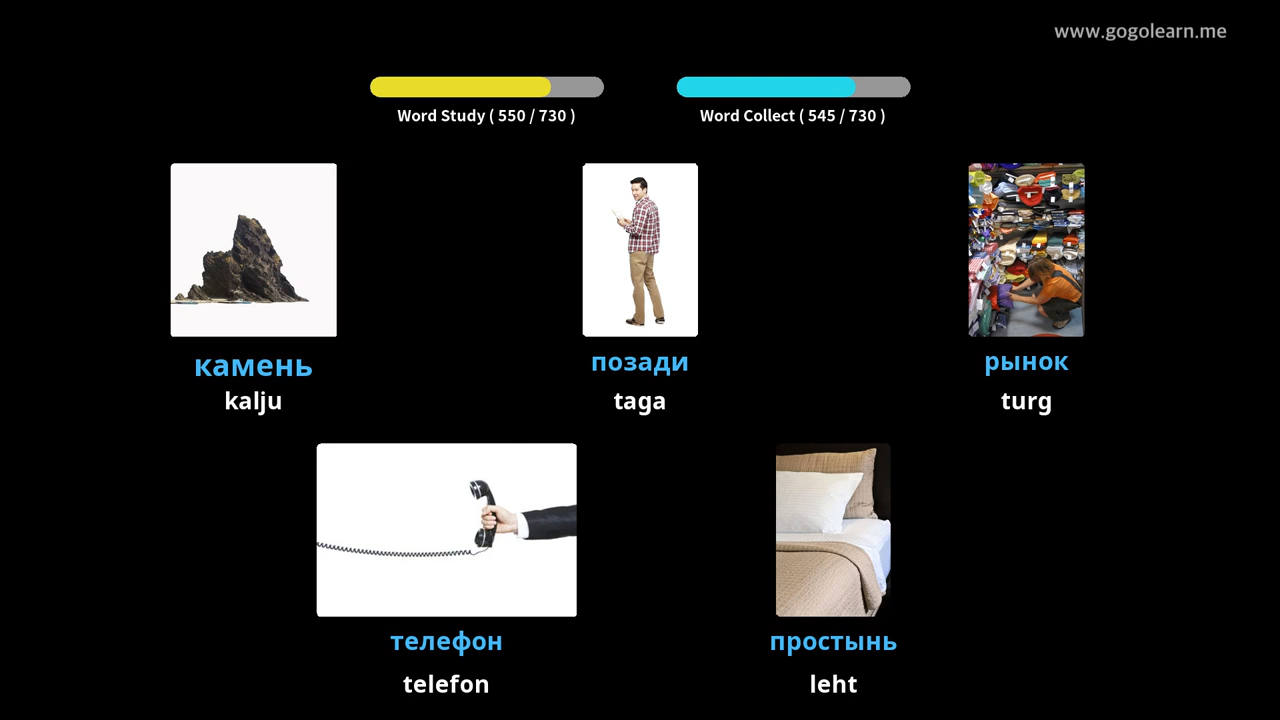 www.gogolearn.me
Word Study ( 550 / 730 )
Word Collect ( 545 / 730 )
камень
kalju
позади
taga
рынок
turg
телефон
telefon
простынь
leht